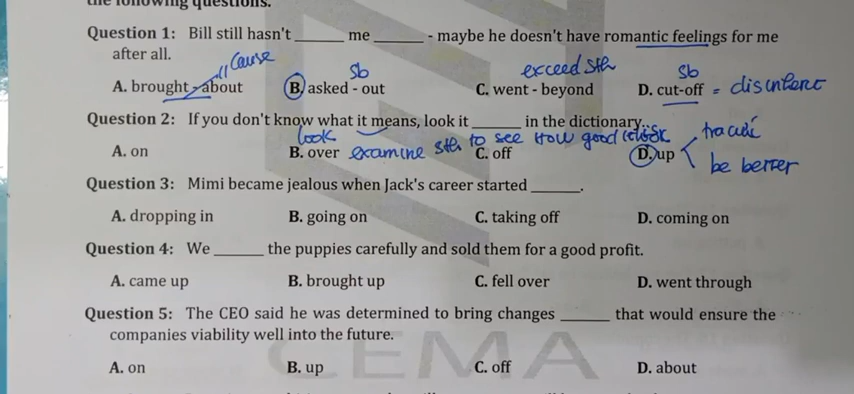 the following questions.
Question 1: Bill still hasn't ______ me ______ - maybe he doesn't have romantic feelings for me
after all.
Cause
sb
exceed sth
sb
A. brought - about B. asked - out C. went - beyond D. cut-off = disinherit
Question 2: If you don't know what it means, look it ______ in the dictionary.
look
tra cứu
examine sth to see how good
A. on B. over C. off D. up
be better
Question 3: Mimi became jealous when Jack's career started ______.
A. dropping in B. going on C. taking off D. coming on
Question 4: We ______ the puppies carefully and sold them for a good profit.
A. came up B. brought up C. fell over D. went through
Question 5: The CEO said he was determined to bring changes ______ that would ensure the
companies viability well into the future.
A. on B. up C. off D. about
CEMA